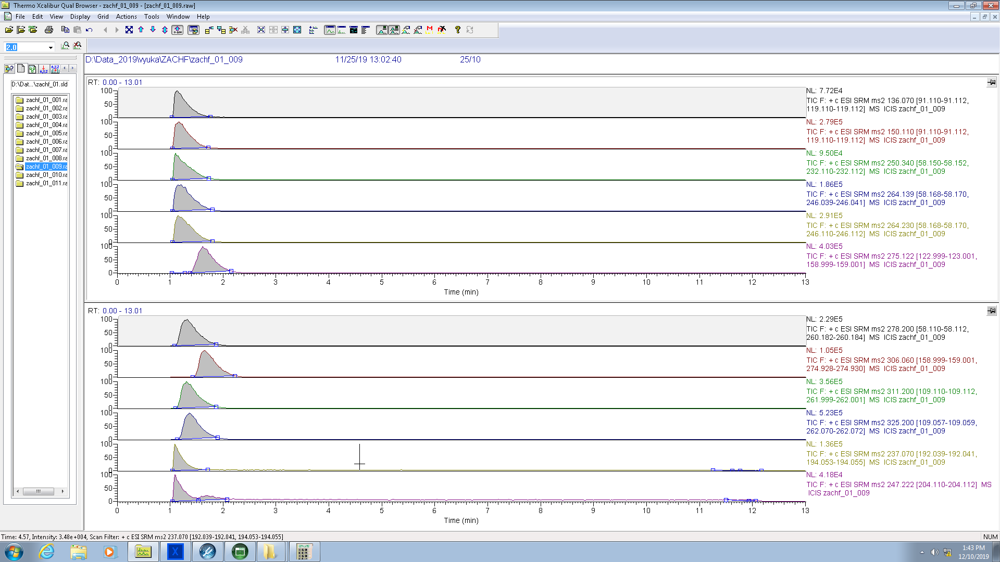 Thermo Xcalibur Qual Browser - zachf_01_009 - [zachf_01_009.raw]
File Edit View Display Grid Actions Tools Window Help
2.0
D:\Data_2019\vyuka\ZACHF\zachf_01_009 11/25/19 13:02:40 25/10
D:\Dat...\zachf_01.sld
zachf_01_001.ra
zachf_01_002.ra
zachf_01_003.ra
zachf_01_004.ra
zachf_01_005.ra
zachf_01_006.ra
zachf_01_007.ra
zachf_01_008.ra
zachf_01_009.ra
zachf_01_010.ra
zachf_01_011.ra
RT: 0.00 - 13.01
100
50
0
NL: 7.72E4
TIC F: + c ESI SRM ms2 136.070 [91.110-91.112,
119.110-119.112] MS ICIS zachf_01_009
100
50
0
NL: 2.79E5
TIC F: + c ESI SRM ms2 150.110 [91.110-91.112,
119.110-119.112] MS ICIS zachf_01_009
100
50
0
NL: 9.50E4
TIC F: + c ESI SRM ms2 250.340 [58.150-58.152,
232.110-232.112] MS ICIS zachf_01_009
100
50
0
NL: 1.86E5
TIC F: + c ESI SRM ms2 264.139 [58.168-58.170,
246.039-246.041] MS ICIS zachf_01_009
100
50
0
NL: 2.91E5
TIC F: + c ESI SRM ms2 264.230 [58.168-58.170,
246.110-246.112] MS ICIS zachf_01_009
100
50
0
NL: 4.03E5
TIC F: + c ESI SRM ms2 275.122 [122.999-123.001,
158.999-159.001] MS ICIS zachf_01_009
0 1 2 3 4 5 6 7 8 9 10 11 12 13
Time (min)
RT: 0.00 - 13.01
100
50
0
NL: 2.29E5
TIC F: + c ESI SRM ms2 278.200 [58.110-58.112,
260.182-260.184] MS ICIS zachf_01_009
100
50
0
NL: 1.05E5
TIC F: + c ESI SRM ms2 306.060 [158.999-159.001,
274.928-274.930] MS ICIS zachf_01_009
100
50
0
NL: 3.56E5
TIC F: + c ESI SRM ms2 311.200 [109.110-109.112,
261.999-262.001] MS ICIS zachf_01_009
100
50
0
NL: 5.23E5
TIC F: + c ESI SRM ms2 325.200 [109.057-109.059,
262.070-262.072] MS ICIS zachf_01_009
100
50
0
NL: 1.36E5
TIC F: + c ESI SRM ms2 237.070 [192.039-192.041,
194.053-194.055] MS ICIS zachf_01_009
100
50
0
NL: 4.18E4
TIC F: + c ESI SRM ms2 247.222 [204.110-204.112] MS
ICIS zachf_01_009
0 1 2 3 4 5 6 7 8 9 10 11 12 13
Time (min)
Time: 4.57, Intensity: 3.48e+004, Scan Filter: + c ESI SRM ms2 237.070 [192.039-192.041, 194.053-194.055]
NUM
1:43 PM
12/10/2019